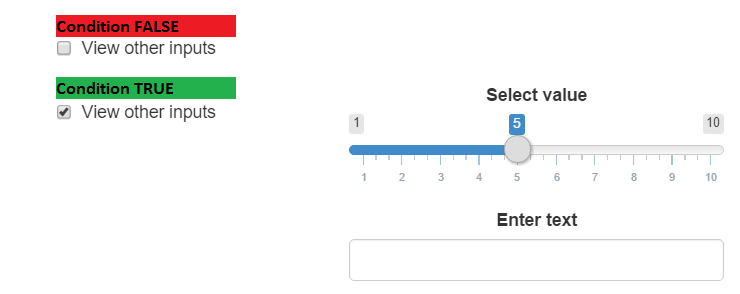 Condition FALSE
View other inputs
Condition TRUE
View other inputs
Select value
1 5 10
1 2 3 4 5 6 7 8 9 10
Enter text